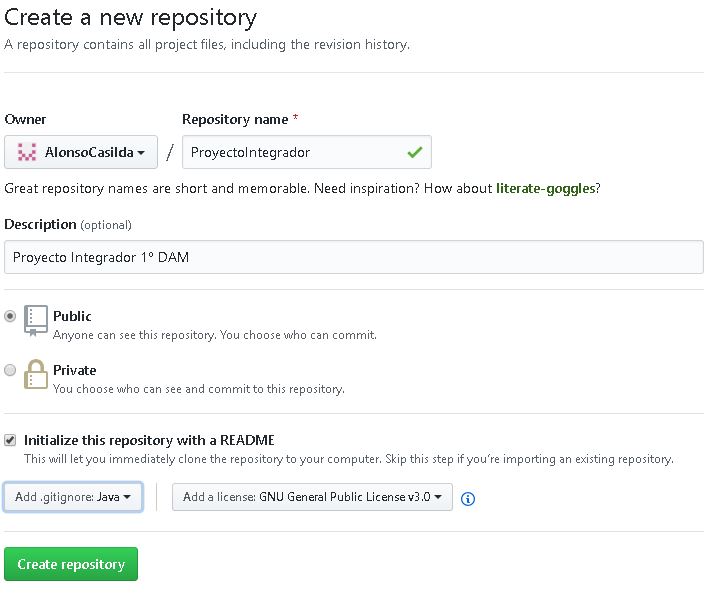 Create a new repository
A repository contains all project files, including the revision history.
Owner
Repository name *
AlonsoCasilda / ProyectoIntegrador
Great repository names are short and memorable. Need inspiration? How about literate-goggles?
Description (optional)
Proyecto Integrador 1º DAM
Public
Anyone can see this repository. You choose who can commit.
Private
You choose who can see and commit to this repository.
Initialize this repository with a README
This will let you immediately clone the repository to your computer. Skip this step if you're importing an existing repository.
Add .gitignore: Java
Add a license: GNU General Public License v3.0
Create repository